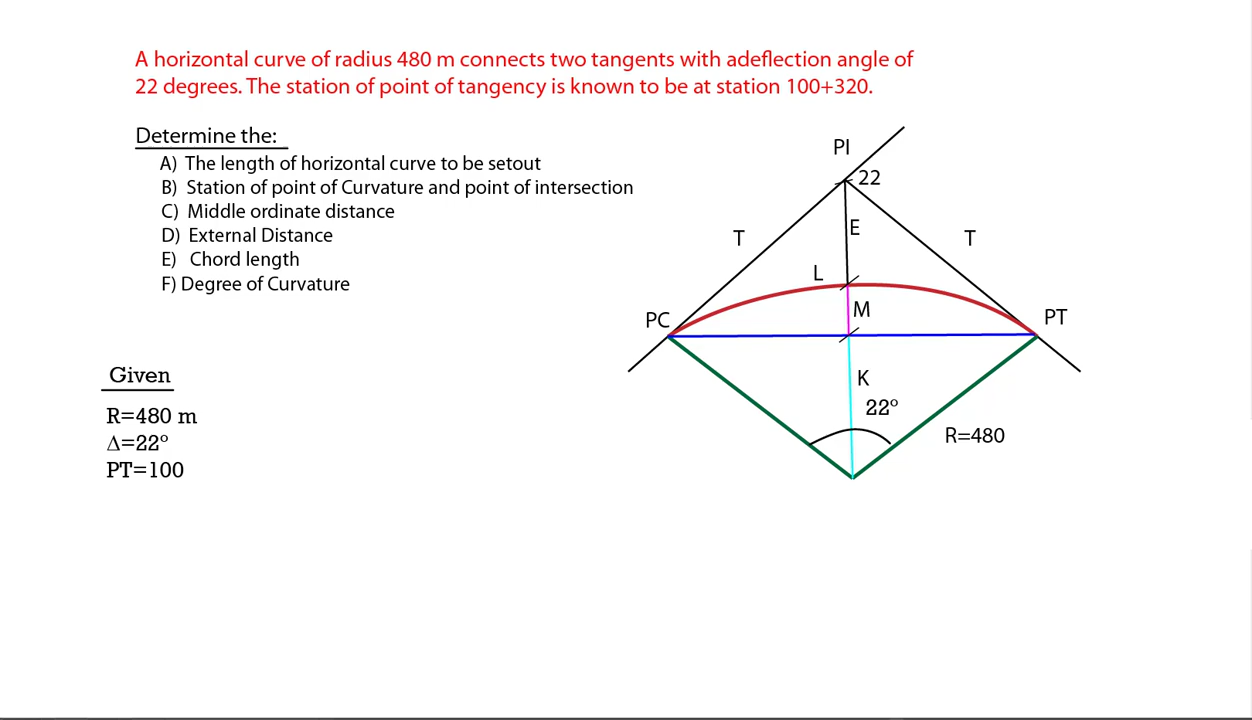 A horizontal curve of radius 480 m connects two tangents with adeflection angle of
22 degrees. The station of point of tangency is known to be at station 100+320.
Determine the:
A) The length of horizontal curve to be setout
B) Station of point of Curvature and point of intersection
C) Middle ordinate distance
D) External Distance
E) Chord length
F) Degree of Curvature
Given
R=480 m
Δ=22°
PT=100
PI
22
E
T
T
L
M
PC
PT
K
22°
R=480